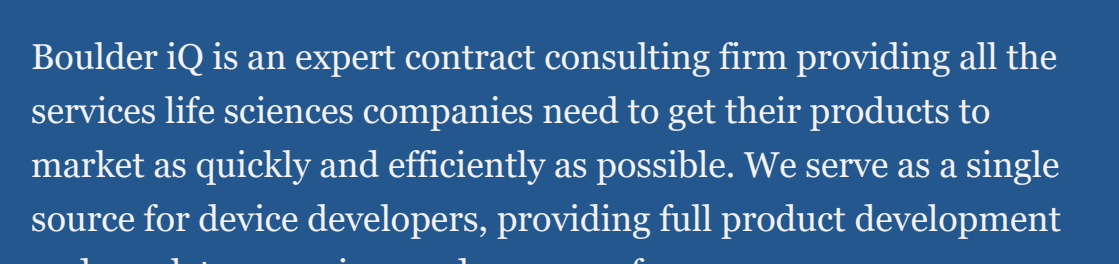 Boulder iQ is an expert contract consulting firm providing all the
services life sciences companies need to get their products to
market as quickly and efficiently as possible. We serve as a single
source for device developers, providing full product development